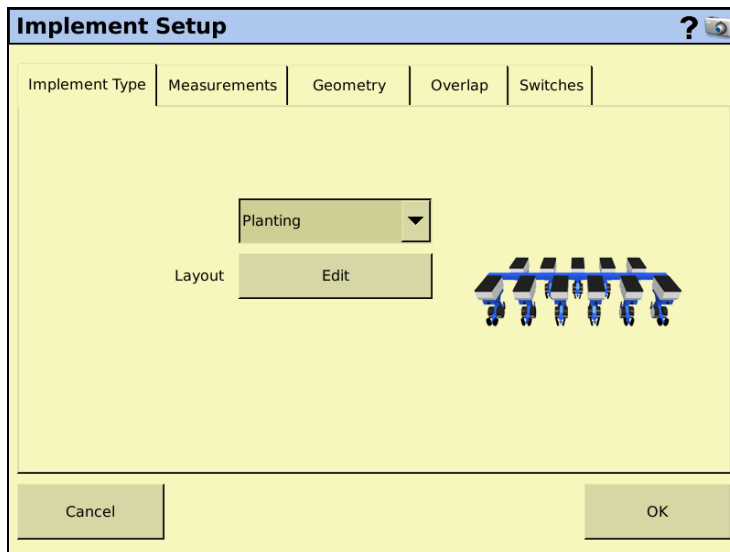 Implement Setup ?
Implement Type Measurements Geometry Overlap Switches
Planting
Layout Edit
Cancel OK